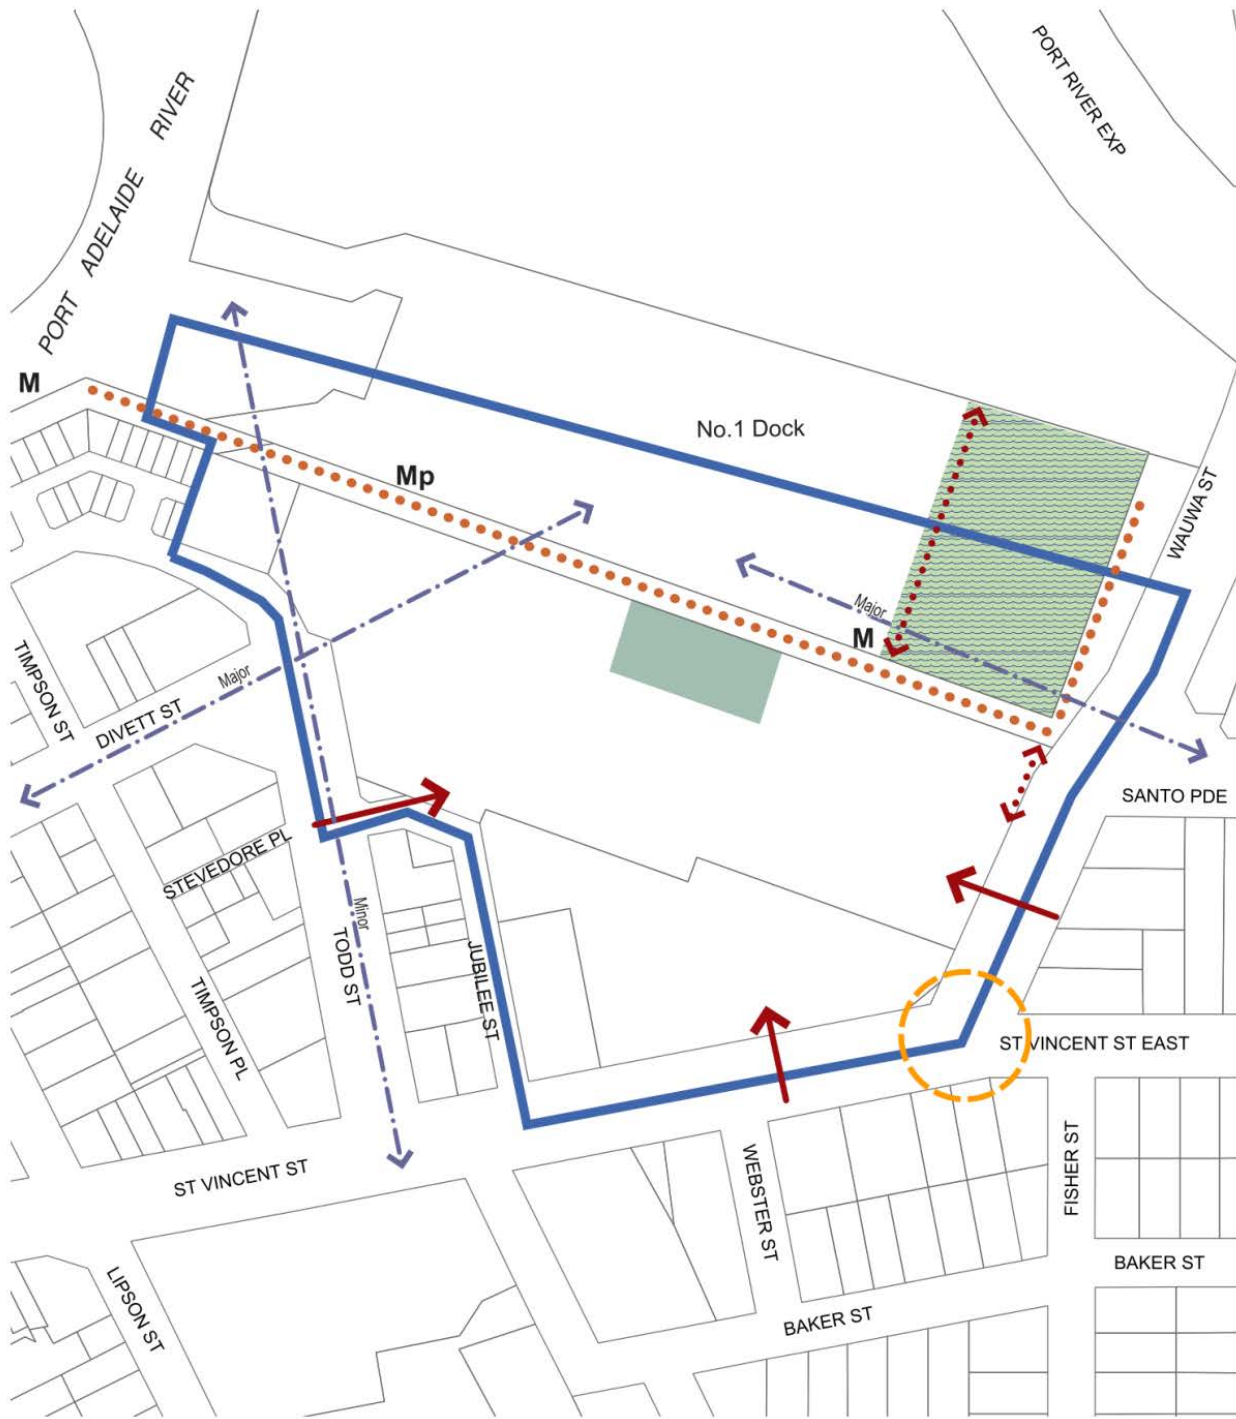 PORT RIVER EXP
PORT ADELAIDE RIVER
M
No.1 Dock
Mp
WAUWA ST
Major
M
TIMPSON ST
Major
DIVETT ST
SANTO PDE
STEVEDORE PL
Minor
TODD ST
JUBILEE ST
TIMPSON PL
ST VINCENT ST EAST
ST VINCENT ST
WEBSTER ST
FISHER ST
BAKER ST
LIPSON ST
BAKER ST